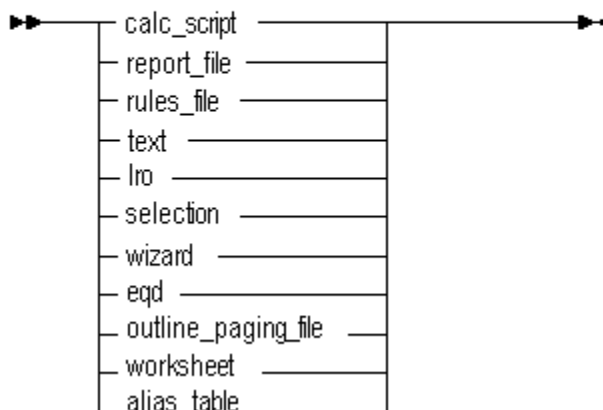 calc_script
report_file
rules_file
text
lro
selection
wizard
eqd
outline_paging_file
worksheet
alias_table